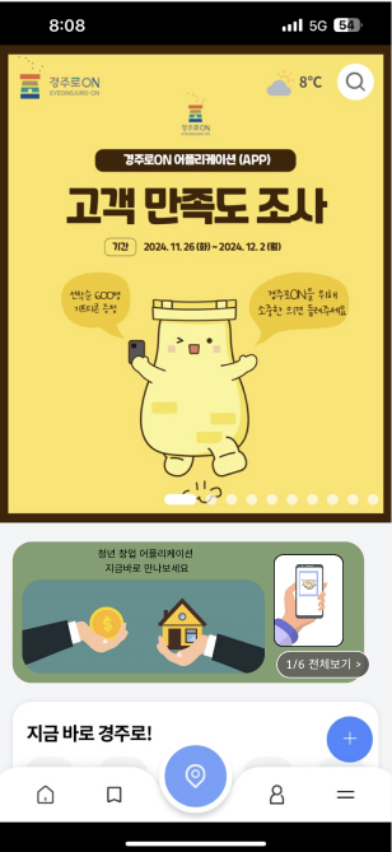 8:08
5G 54
경주로ON
GYEONGJURO-ON
8℃
경주로ON
GYEONGJURO-ON
경주로ON 어플리케이션 (APP)
고객 만족도 조사
기간 2024. 11. 26 (화) ~ 2024. 12. 2 (월)
선착순 600명
기프티콘 증정
경주로ON을 위해
소중한 의견 들려주세요
청년 창업 어플리케이션
지금바로 만나보세요
$
1/6 전체보기 >
지금 바로 경주로!